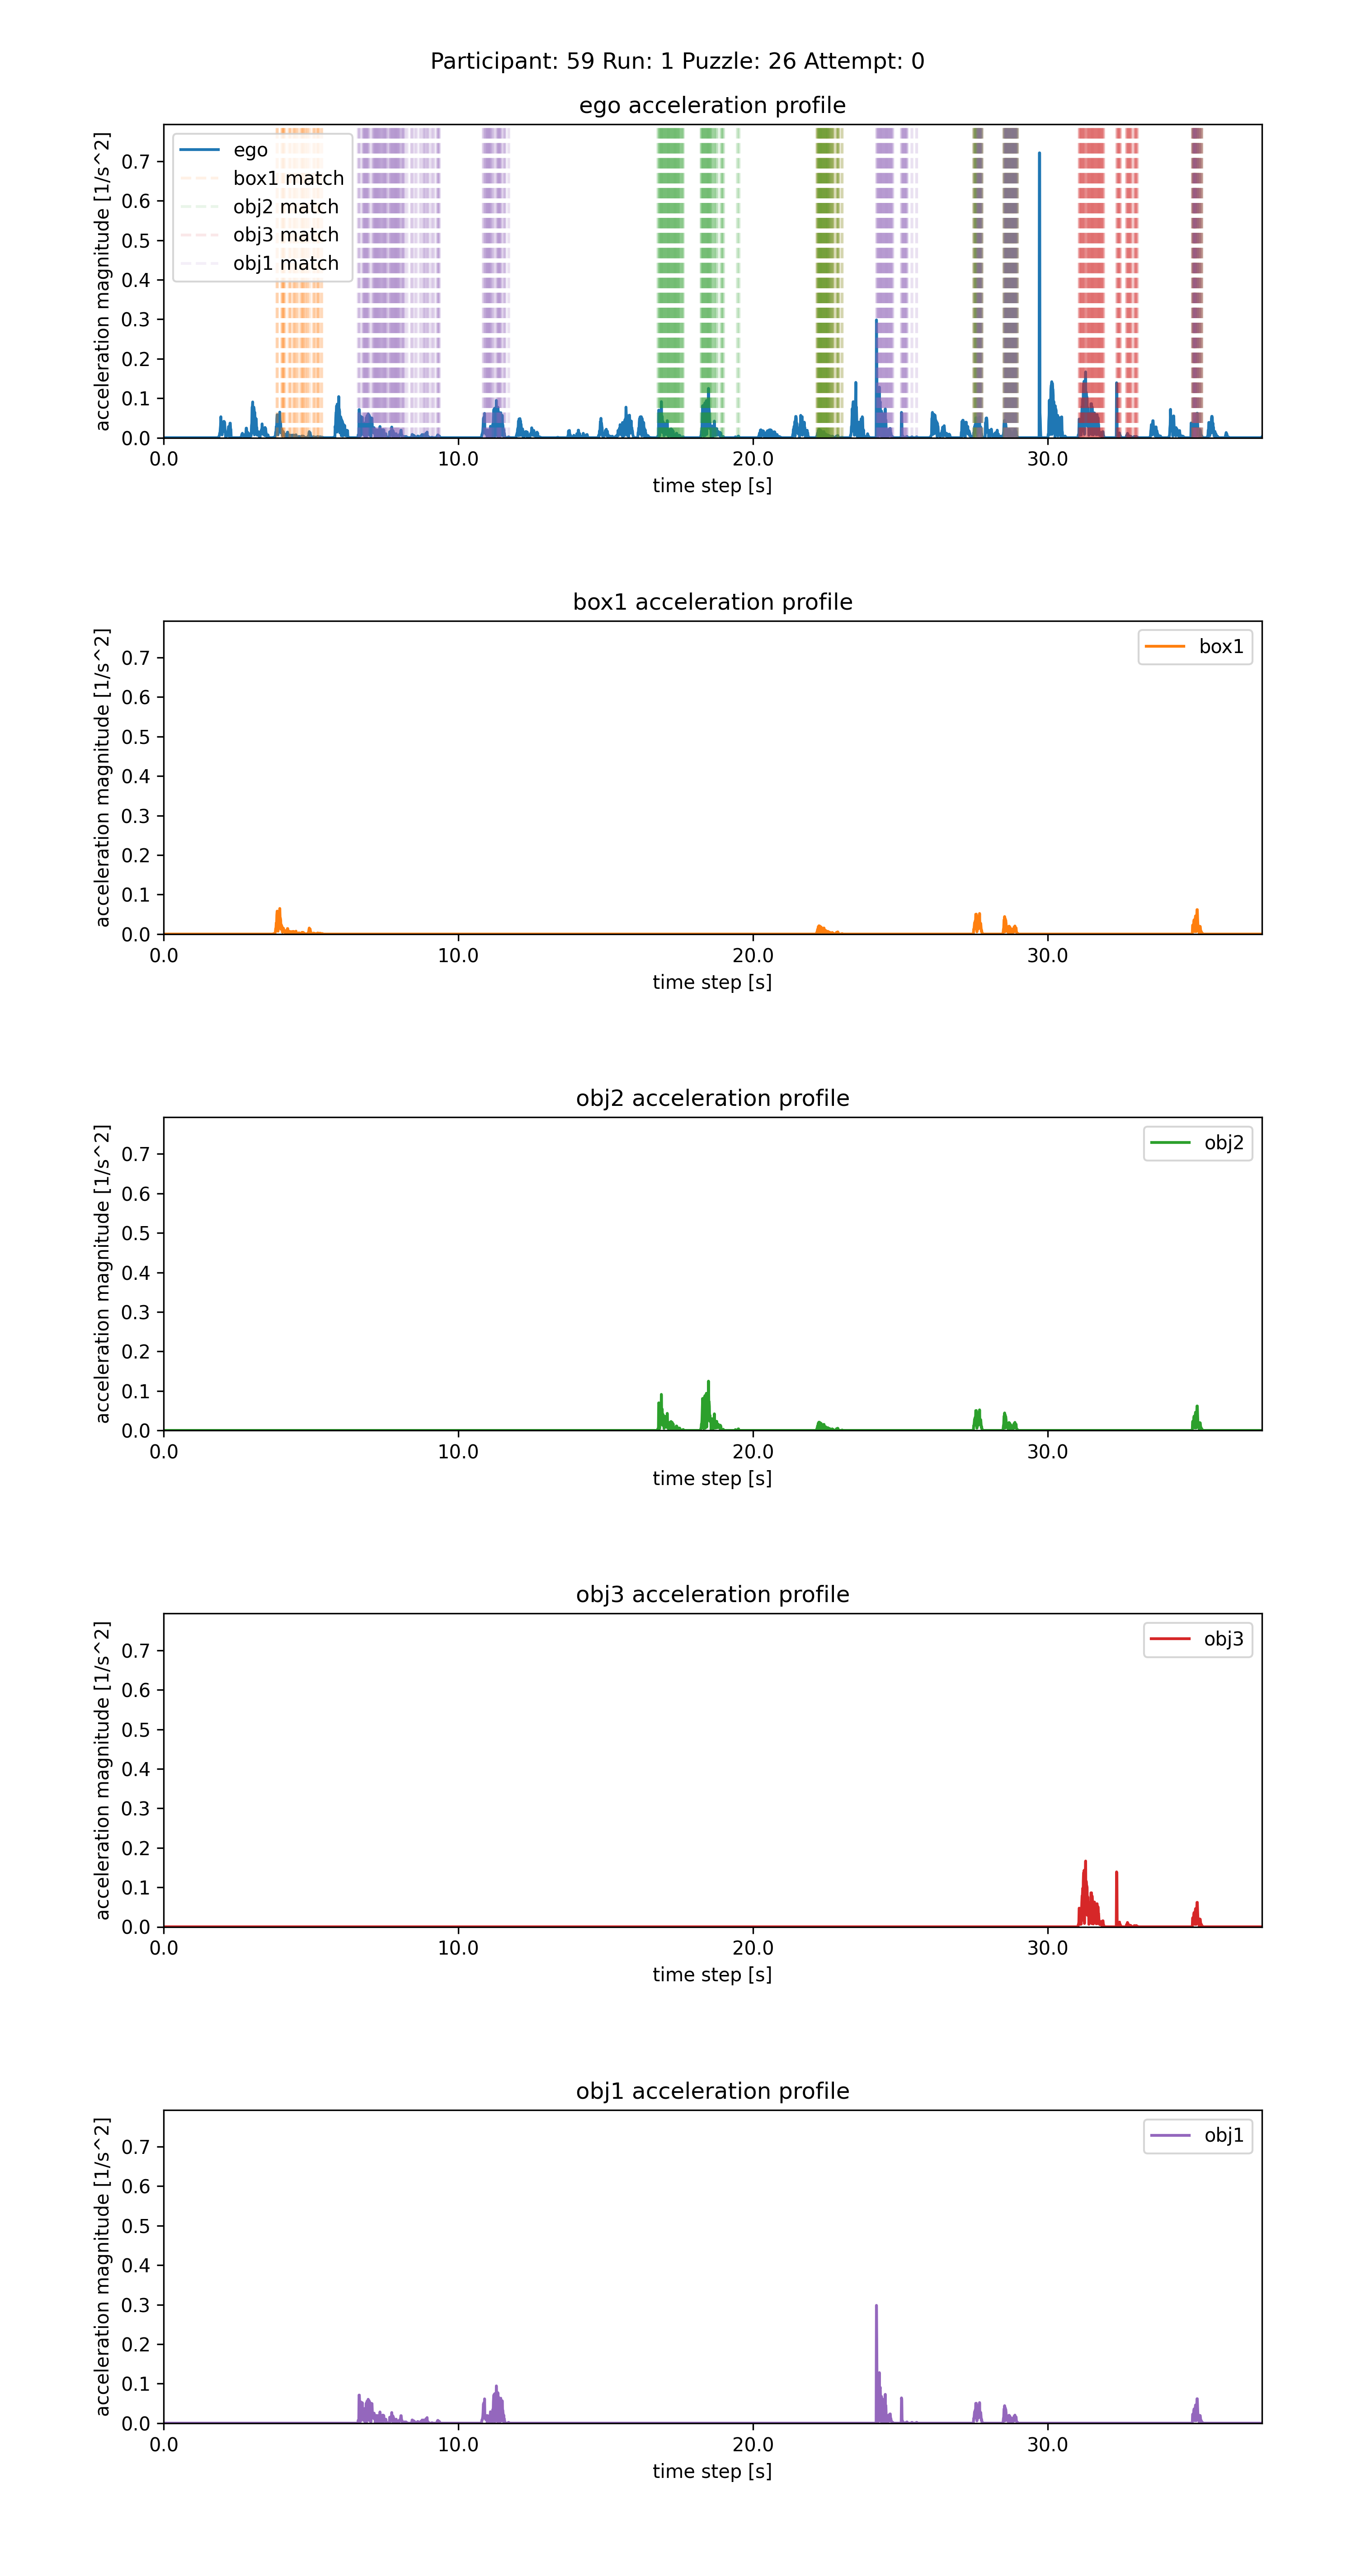 Participant: 59 Run: 1 Puzzle: 26 Attempt: 0
ego acceleration profile
acceleration magnitude [1/s^2]
0.7
0.6
0.5
0.4
0.3
0.2
0.1
0.0
ego
box1 match
obj2 match
obj3 match
obj1 match
0.0 10.0 20.0 30.0
time step [s]
box1 acceleration profile
acceleration magnitude [1/s^2]
0.7
0.6
0.5
0.4
0.3
0.2
0.1
0.0
box1
0.0 10.0 20.0 30.0
time step [s]
obj2 acceleration profile
acceleration magnitude [1/s^2]
0.7
0.6
0.5
0.4
0.3
0.2
0.1
0.0
obj2
0.0 10.0 20.0 30.0
time step [s]
obj3 acceleration profile
acceleration magnitude [1/s^2]
0.7
0.6
0.5
0.4
0.3
0.2
0.1
0.0
obj3
0.0 10.0 20.0 30.0
time step [s]
obj1 acceleration profile
acceleration magnitude [1/s^2]
0.7
0.6
0.5
0.4
0.3
0.2
0.1
0.0
obj1
0.0 10.0 20.0 30.0
time step [s]